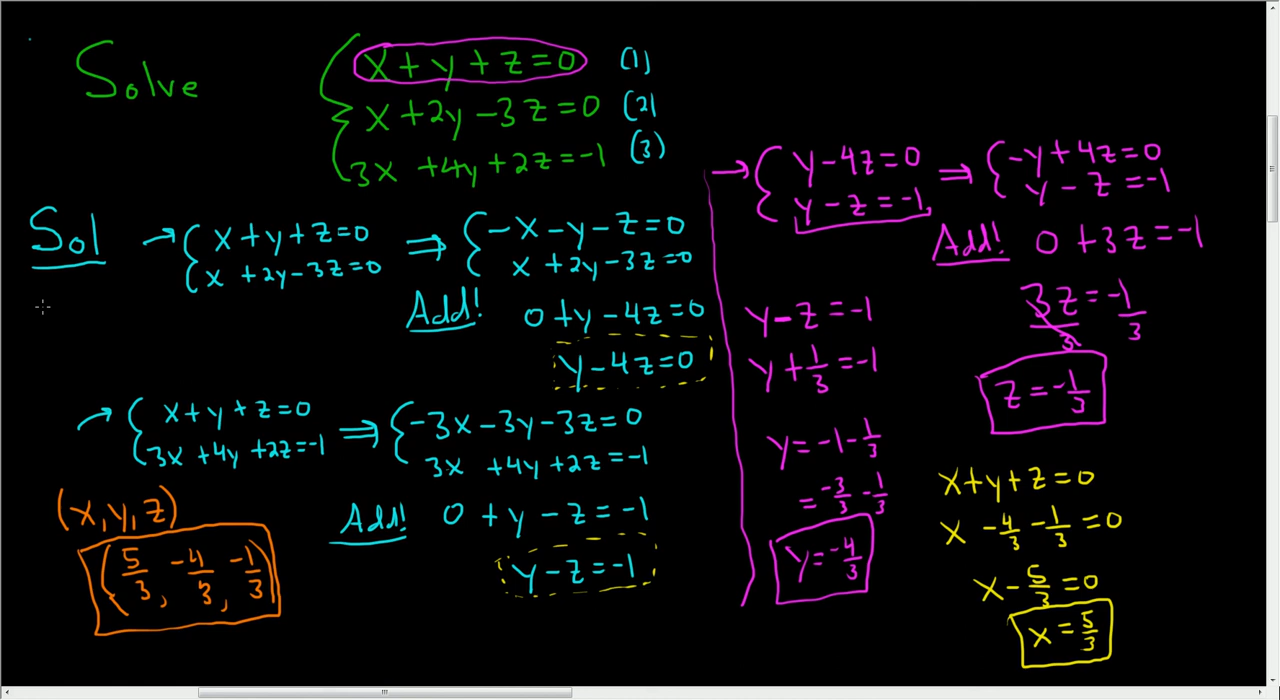 Solve
x + y + z = 0 (1)
x + 2y - 3z = 0 (2)
3x + 4y + 2z = -1 (3)
Sol
→ { x + y + z = 0
x + 2y - 3z = 0
⇒ { -x - y - z = 0
x + 2y - 3z = 0
Add! 0 + y - 4z = 0
y - 4z = 0
→ { x + y + z = 0
3x + 4y + 2z = -1
⇒ { -3x - 3y - 3z = 0
3x + 4y + 2z = -1
Add! 0 + y - z = -1
y - z = -1
→ { y - 4z = 0
y - z = -1
⇒ { -y + 4z = 0
y - z = -1
Add! 0 + 3z = -1
3z/3 = -1/3
z = -1/3
y - z = -1
y + 1/3 = -1
y = -1 - 1/3
= -3/3 - 1/3
y = -4/3
x + y + z = 0
x - 4/3 - 1/3 = 0
x - 5/3 = 0
x = 5/3
(x, y, z)
(5/3, -4/3, -1/3)